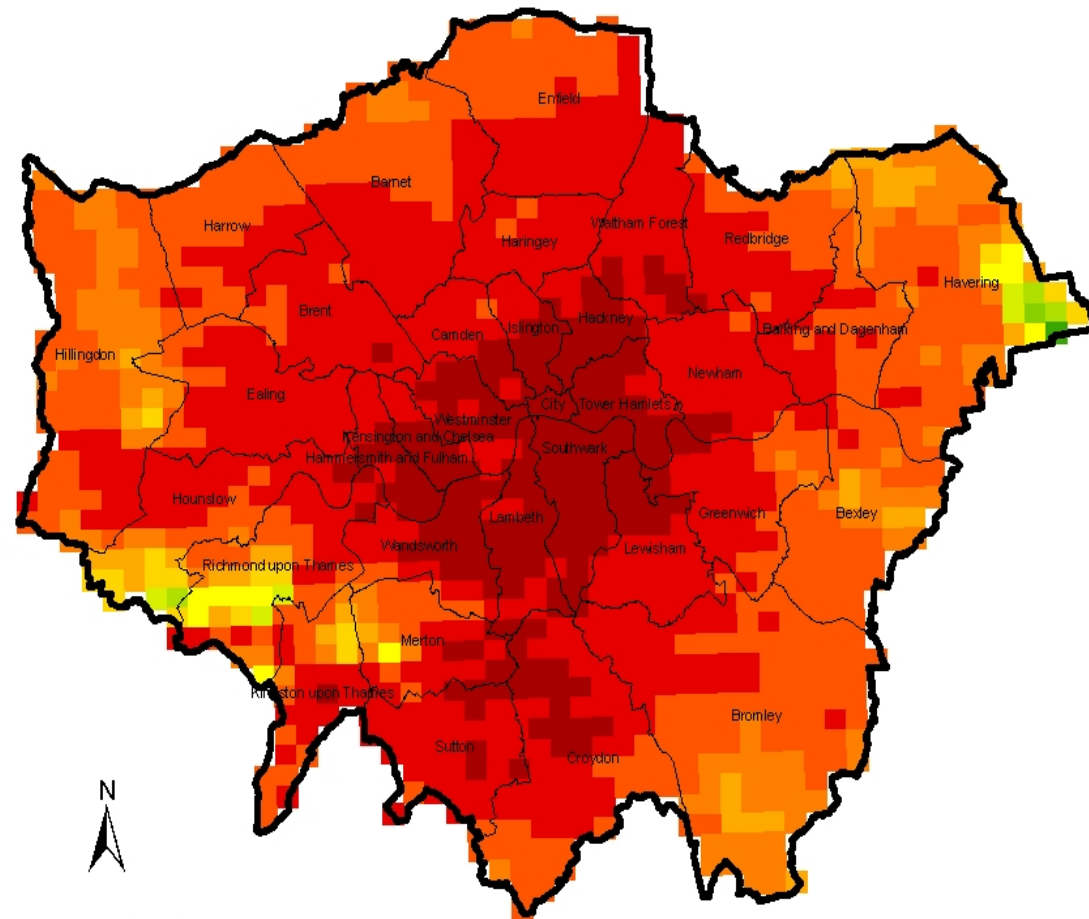 Enfield
Barnet
Harrow
Haringey
Waltham Forest
Redbridge
Havering
Brent
Camden
Islington
Hackney
Barking and Dagenham
Hillingdon
Ealing
Newham
Westminster
City
Tower Hamlets
Kensington and Chelsea
Hammersmith and Fulham
Southwark
Hounslow
Lambeth
Greenwich
Bexley
Wandsworth
Lewisham
Richmond upon Thames
Merton
Kingston upon Thames
Bromley
Sutton
Croydon
N